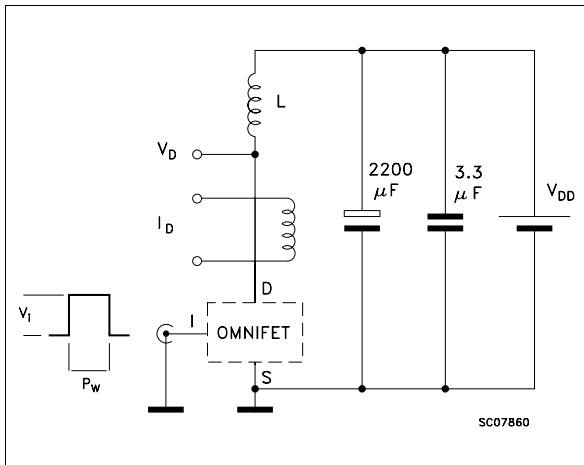 L
V_D
2200
μF
3.3
μF
V_DD
I_D
D
V_i
I
OMNIFET
S
P_W
SC07860